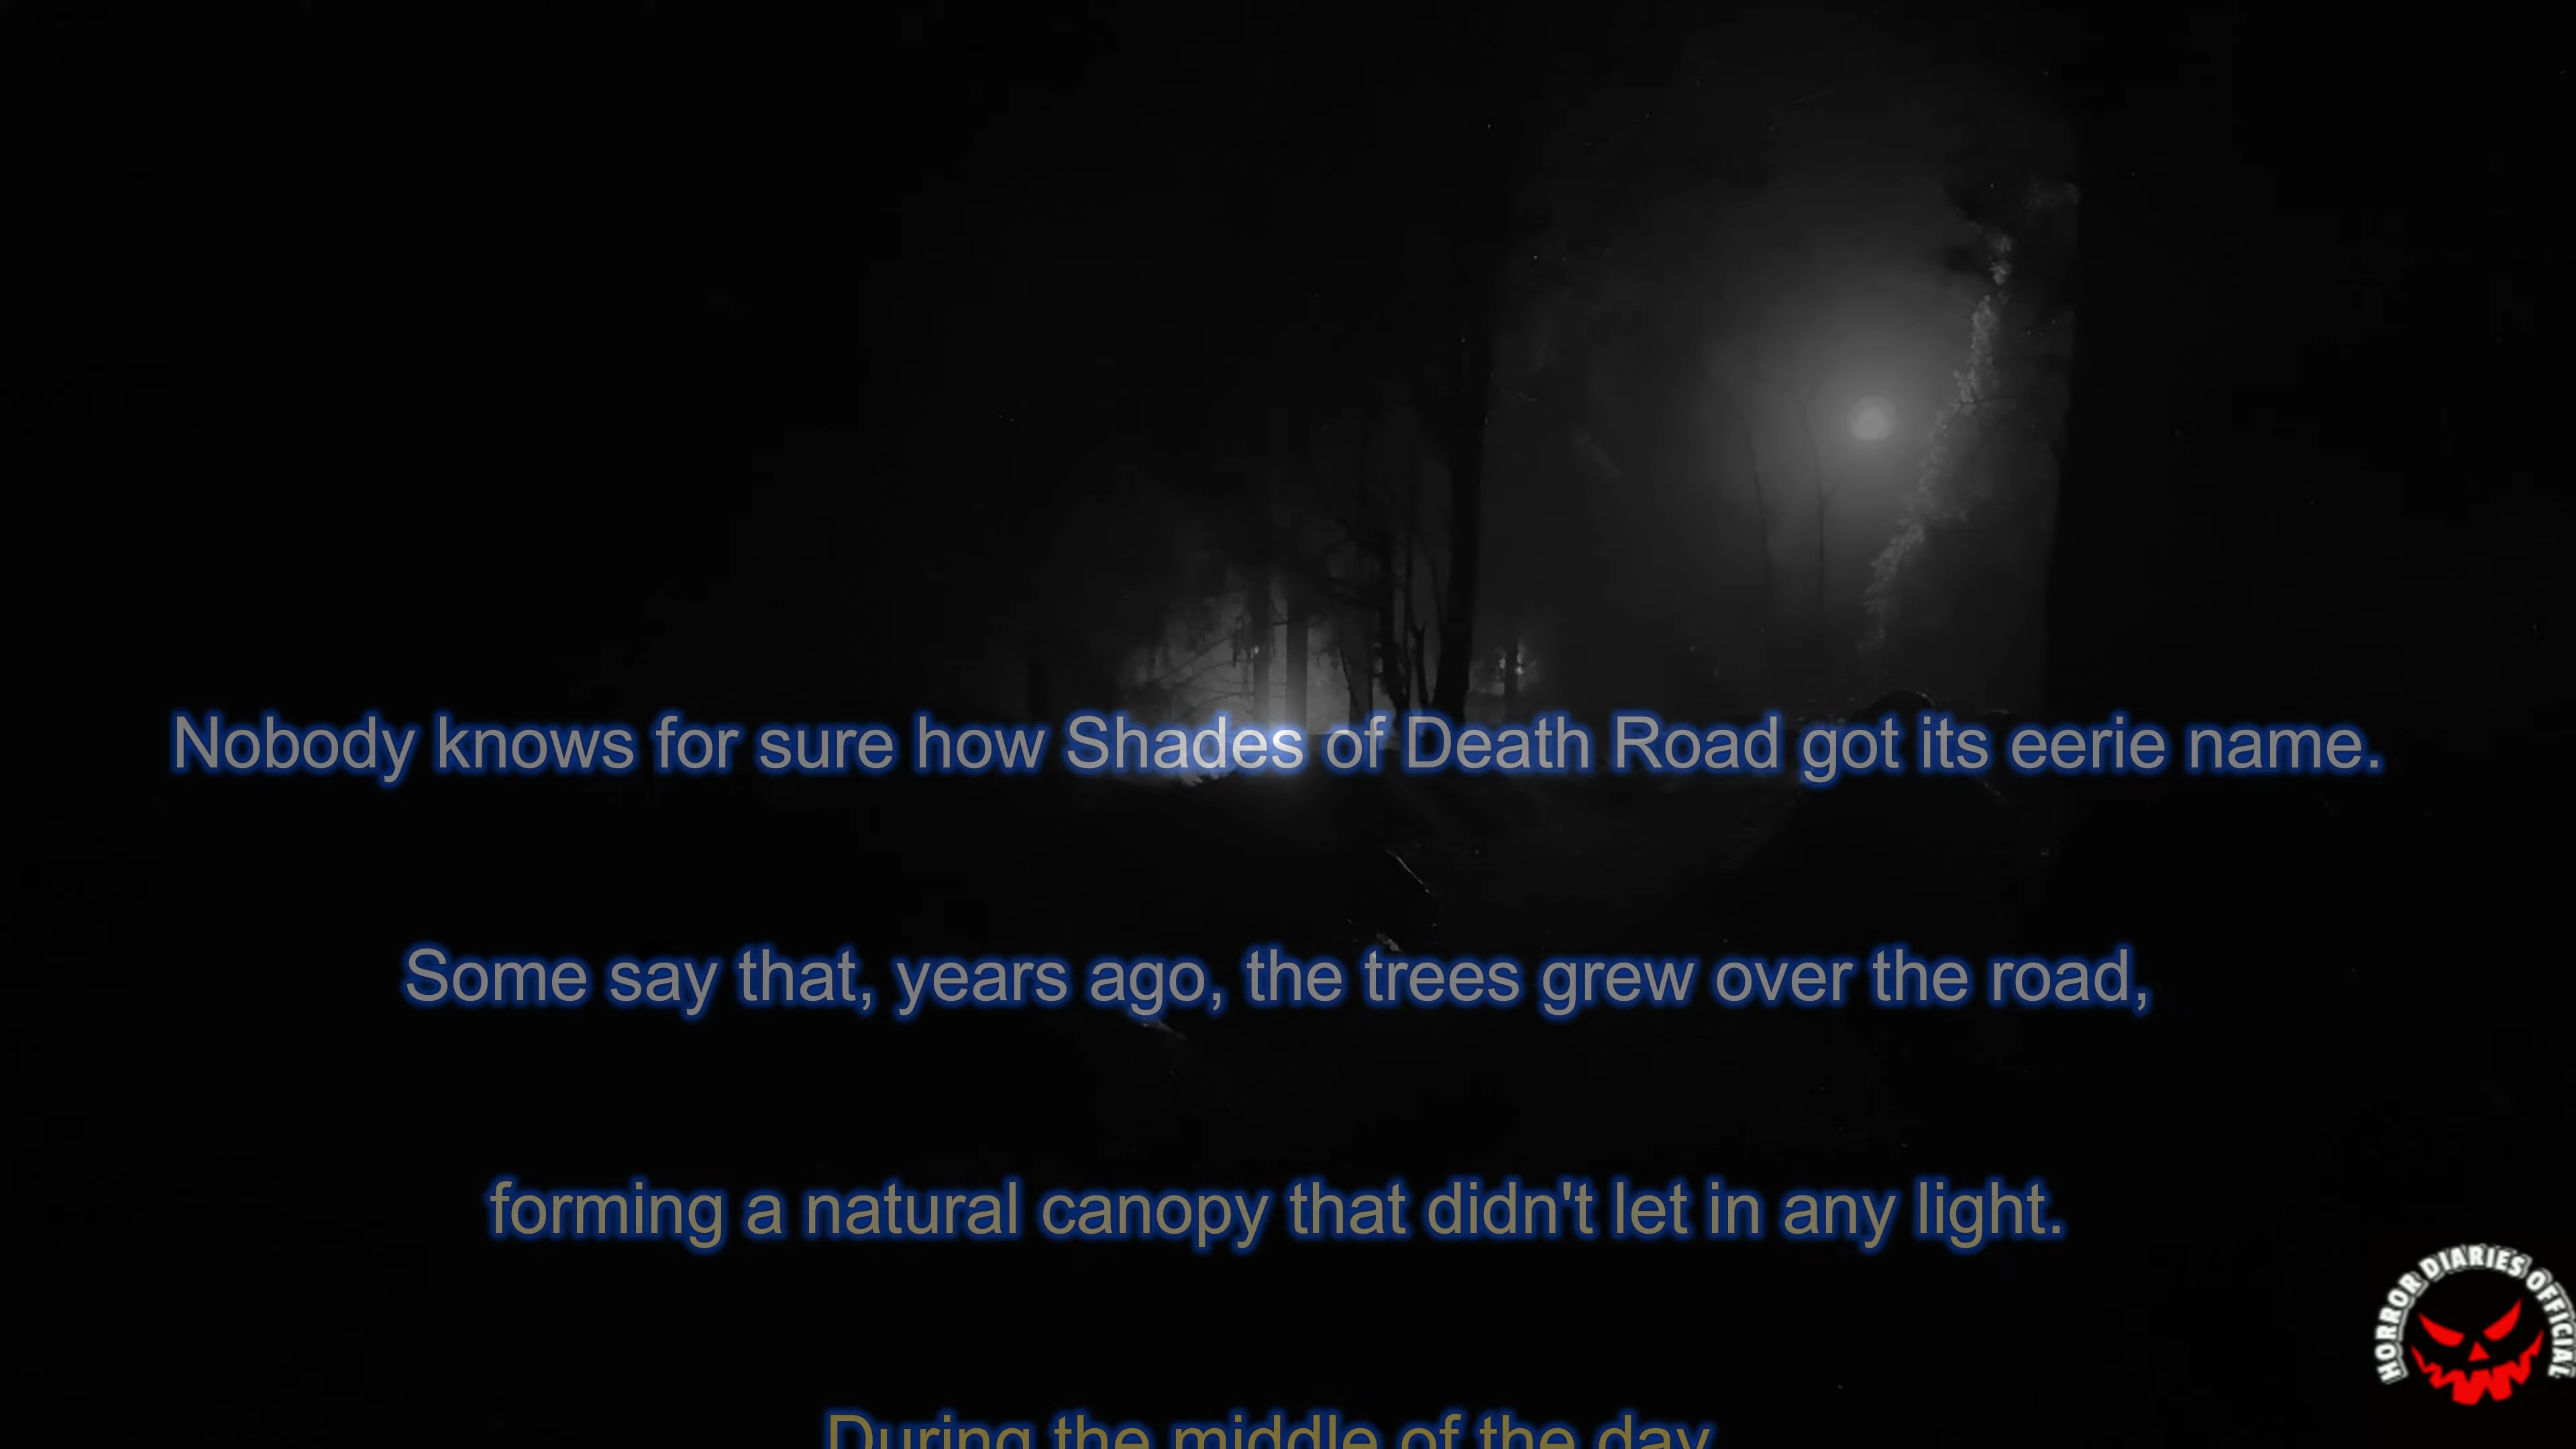 Nobody knows for sure how Shades of Death Road got its eerie name.
Some say that, years ago, the trees grew over the road,
forming a natural canopy that didn't let in any light.
During the middle of the day
HORROR DIARIES OFFICIAL